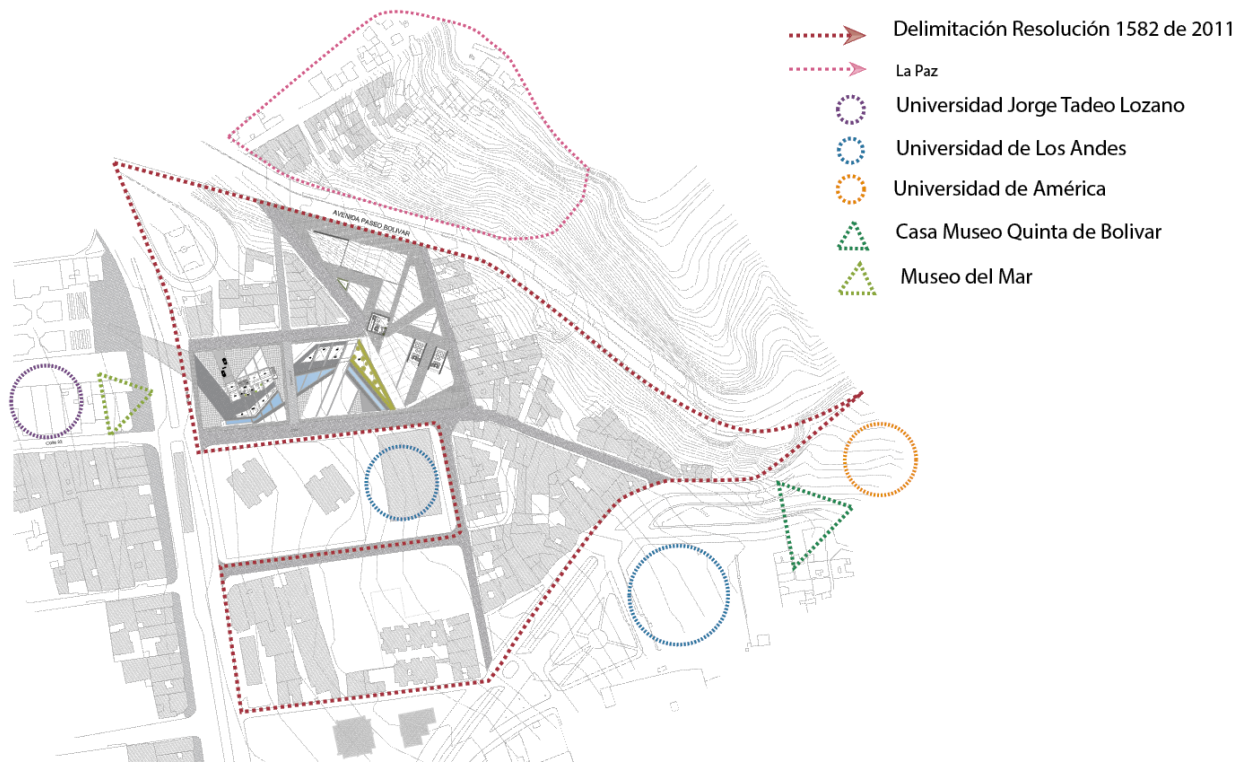 Delimitación Resolución 1582 de 2011
La Paz
Universidad Jorge Tadeo Lozano
Universidad de Los Andes
Universidad de América
Casa Museo Quinta de Bolivar
Museo del Mar
AVENIDA PASEO BOLIVAR